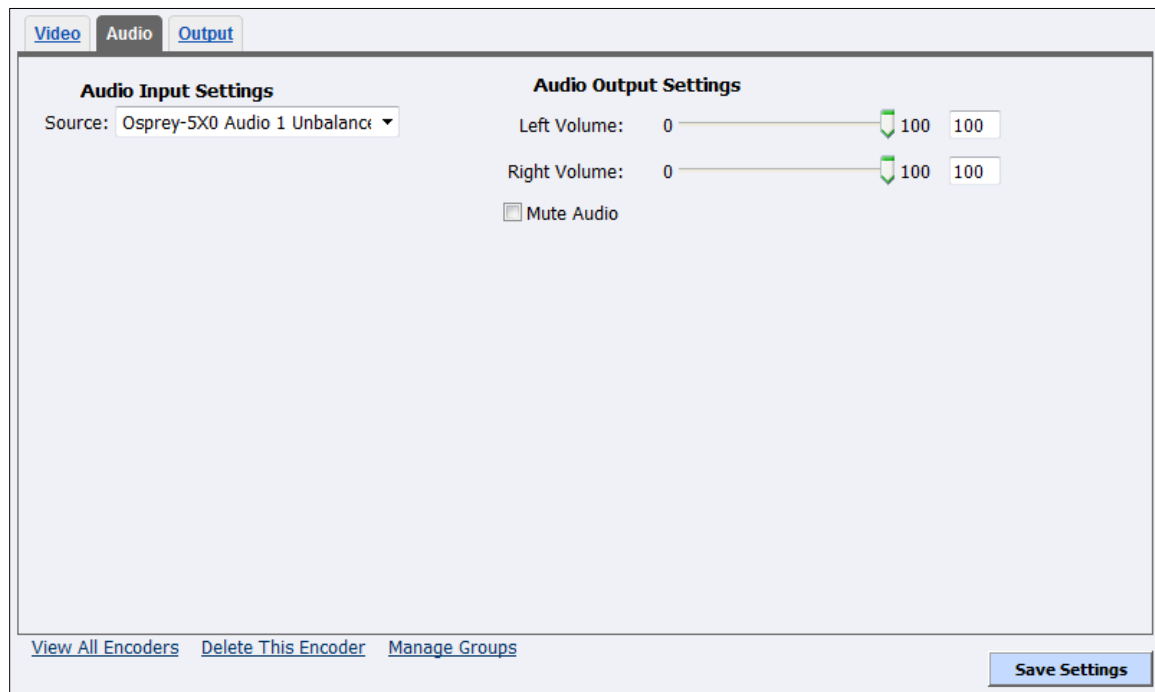 Video Audio Output
Audio Input Settings
Source: Osprey-5X0 Audio 1 Unbalance
Audio Output Settings
Left Volume: 0 100 100
Right Volume: 0 100 100
Mute Audio
View All Encoders Delete This Encoder Manage Groups
Save Settings